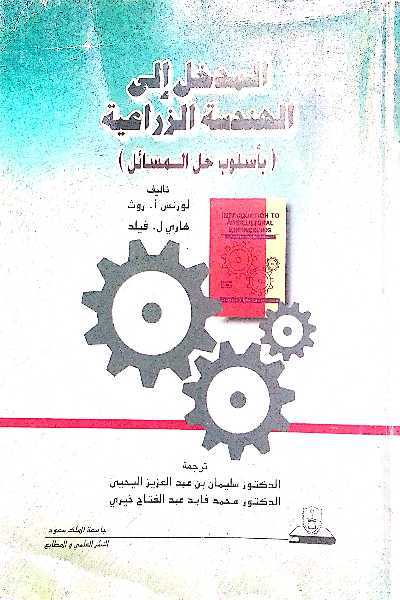 المدخل إلى
الهندسة الزراعية
(بأسلوب حل المسائل)
تأليف
لورنس أ. روث
هاري ل. فيلد
INTRODUCTION TO
AGRICULTURAL
ENGINEERING
ترجمة
الدكتور سليمان بن عبد العزيز اليحيى
الدكتور محمد فايد عبد الفتاح خيري
جامعة الملك سعود
النشر العلمي و المطابع